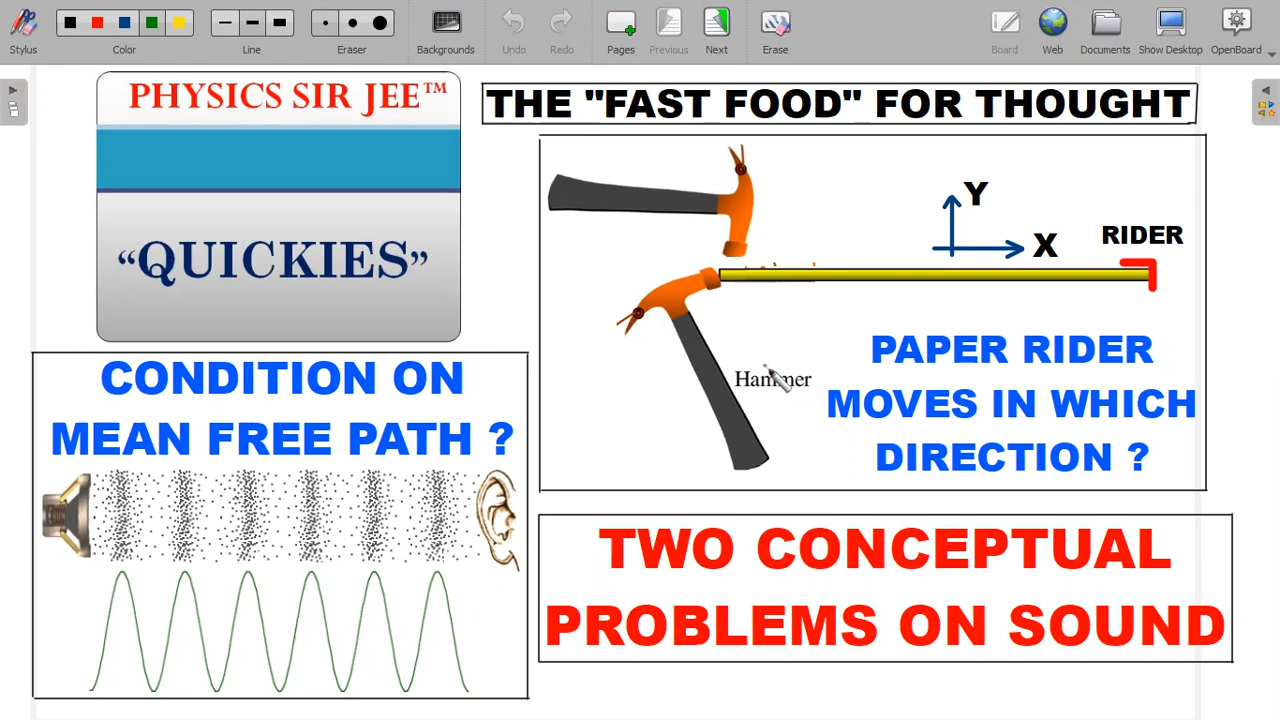 Stylus
Color
Line
Eraser
Backgrounds
Undo
Redo
Pages
Previous
Next
Erase
Board
Web
Documents
Show Desktop
OpenBoard
PHYSICS SIR JEE™
“QUICKIES”
THE "FAST FOOD" FOR THOUGHT
Y
X
RIDER
Hammer
PAPER RIDER
MOVES IN WHICH
DIRECTION ?
CONDITION ON
MEAN FREE PATH ?
TWO CONCEPTUAL
PROBLEMS ON SOUND